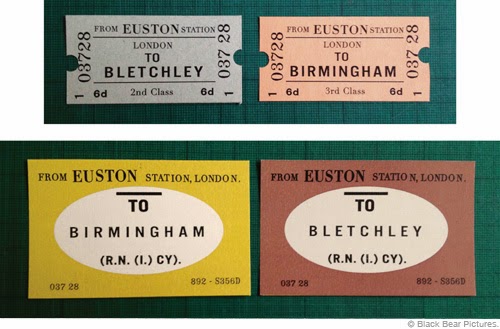 FROM EUSTON STATION
LONDON
TO
BLETCHLEY
6d 2nd Class 6d
1 03728
1 03728
FROM EUSTON STATION
LONDON
TO
BIRMINGHAM
6d 3rd Class 6d
1 03728
1 03728
FROM EUSTON STATION, LONDON.
TO
BIRMINGHAM
(R.N. (I.) CY).
037 28 892 - S356D
FROM EUSTON STATION, LONDON.
TO
BLETCHLEY
(R.N. (I.) CY).
037 28 892 - S356D
© Black Bear Pictures.